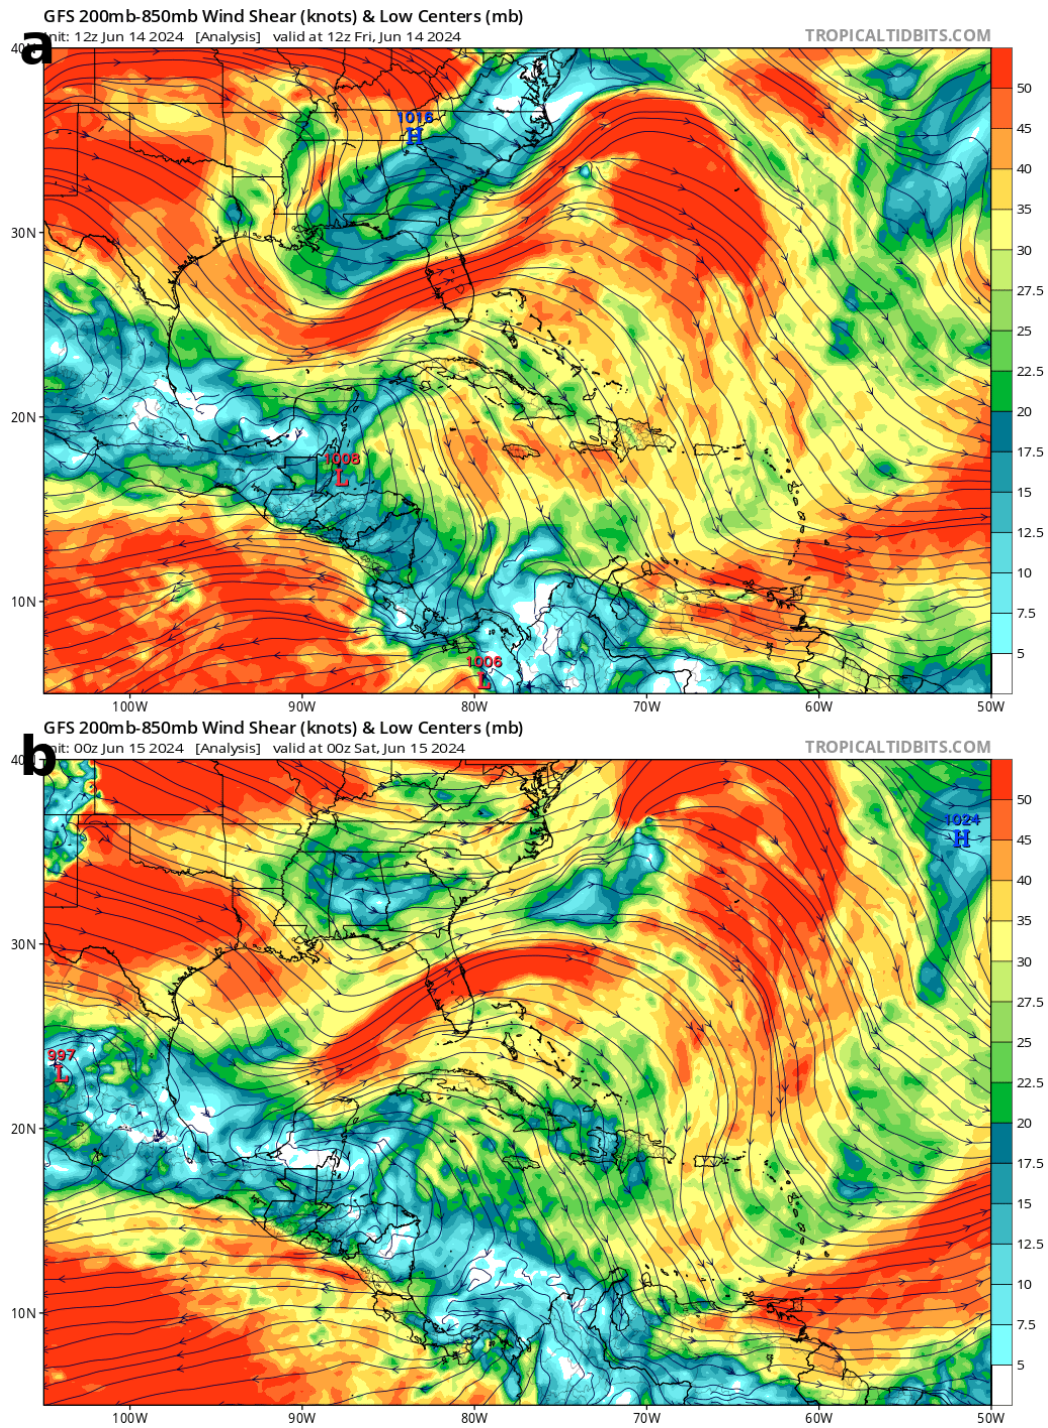 GFS 200mb-850mb Wind Shear (knots) & Low Centers (mb)
a
nit: 12z Jun 14 2024 [Analysis] valid at 12z Fri, Jun 14 2024
TROPICALTIDBITS.COM
40N
50
45
1016
H
40
35
30N
30
27.5
25
22.5
20N
20
1008
L
17.5
15
12.5
10N
10
7.5
1006
L
5
100W 90W 80W 70W 60W 50W
GFS 200mb-850mb Wind Shear (knots) & Low Centers (mb)
b
nit: 00z Jun 15 2024 [Analysis] valid at 00z Sat, Jun 15 2024
TROPICALTIDBITS.COM
40N
50
1024
H
45
40
35
30N
30
27.5
997
L
25
22.5
20N
20
17.5
15
12.5
10N
10
7.5
5
100W 90W 80W 70W 60W 50W